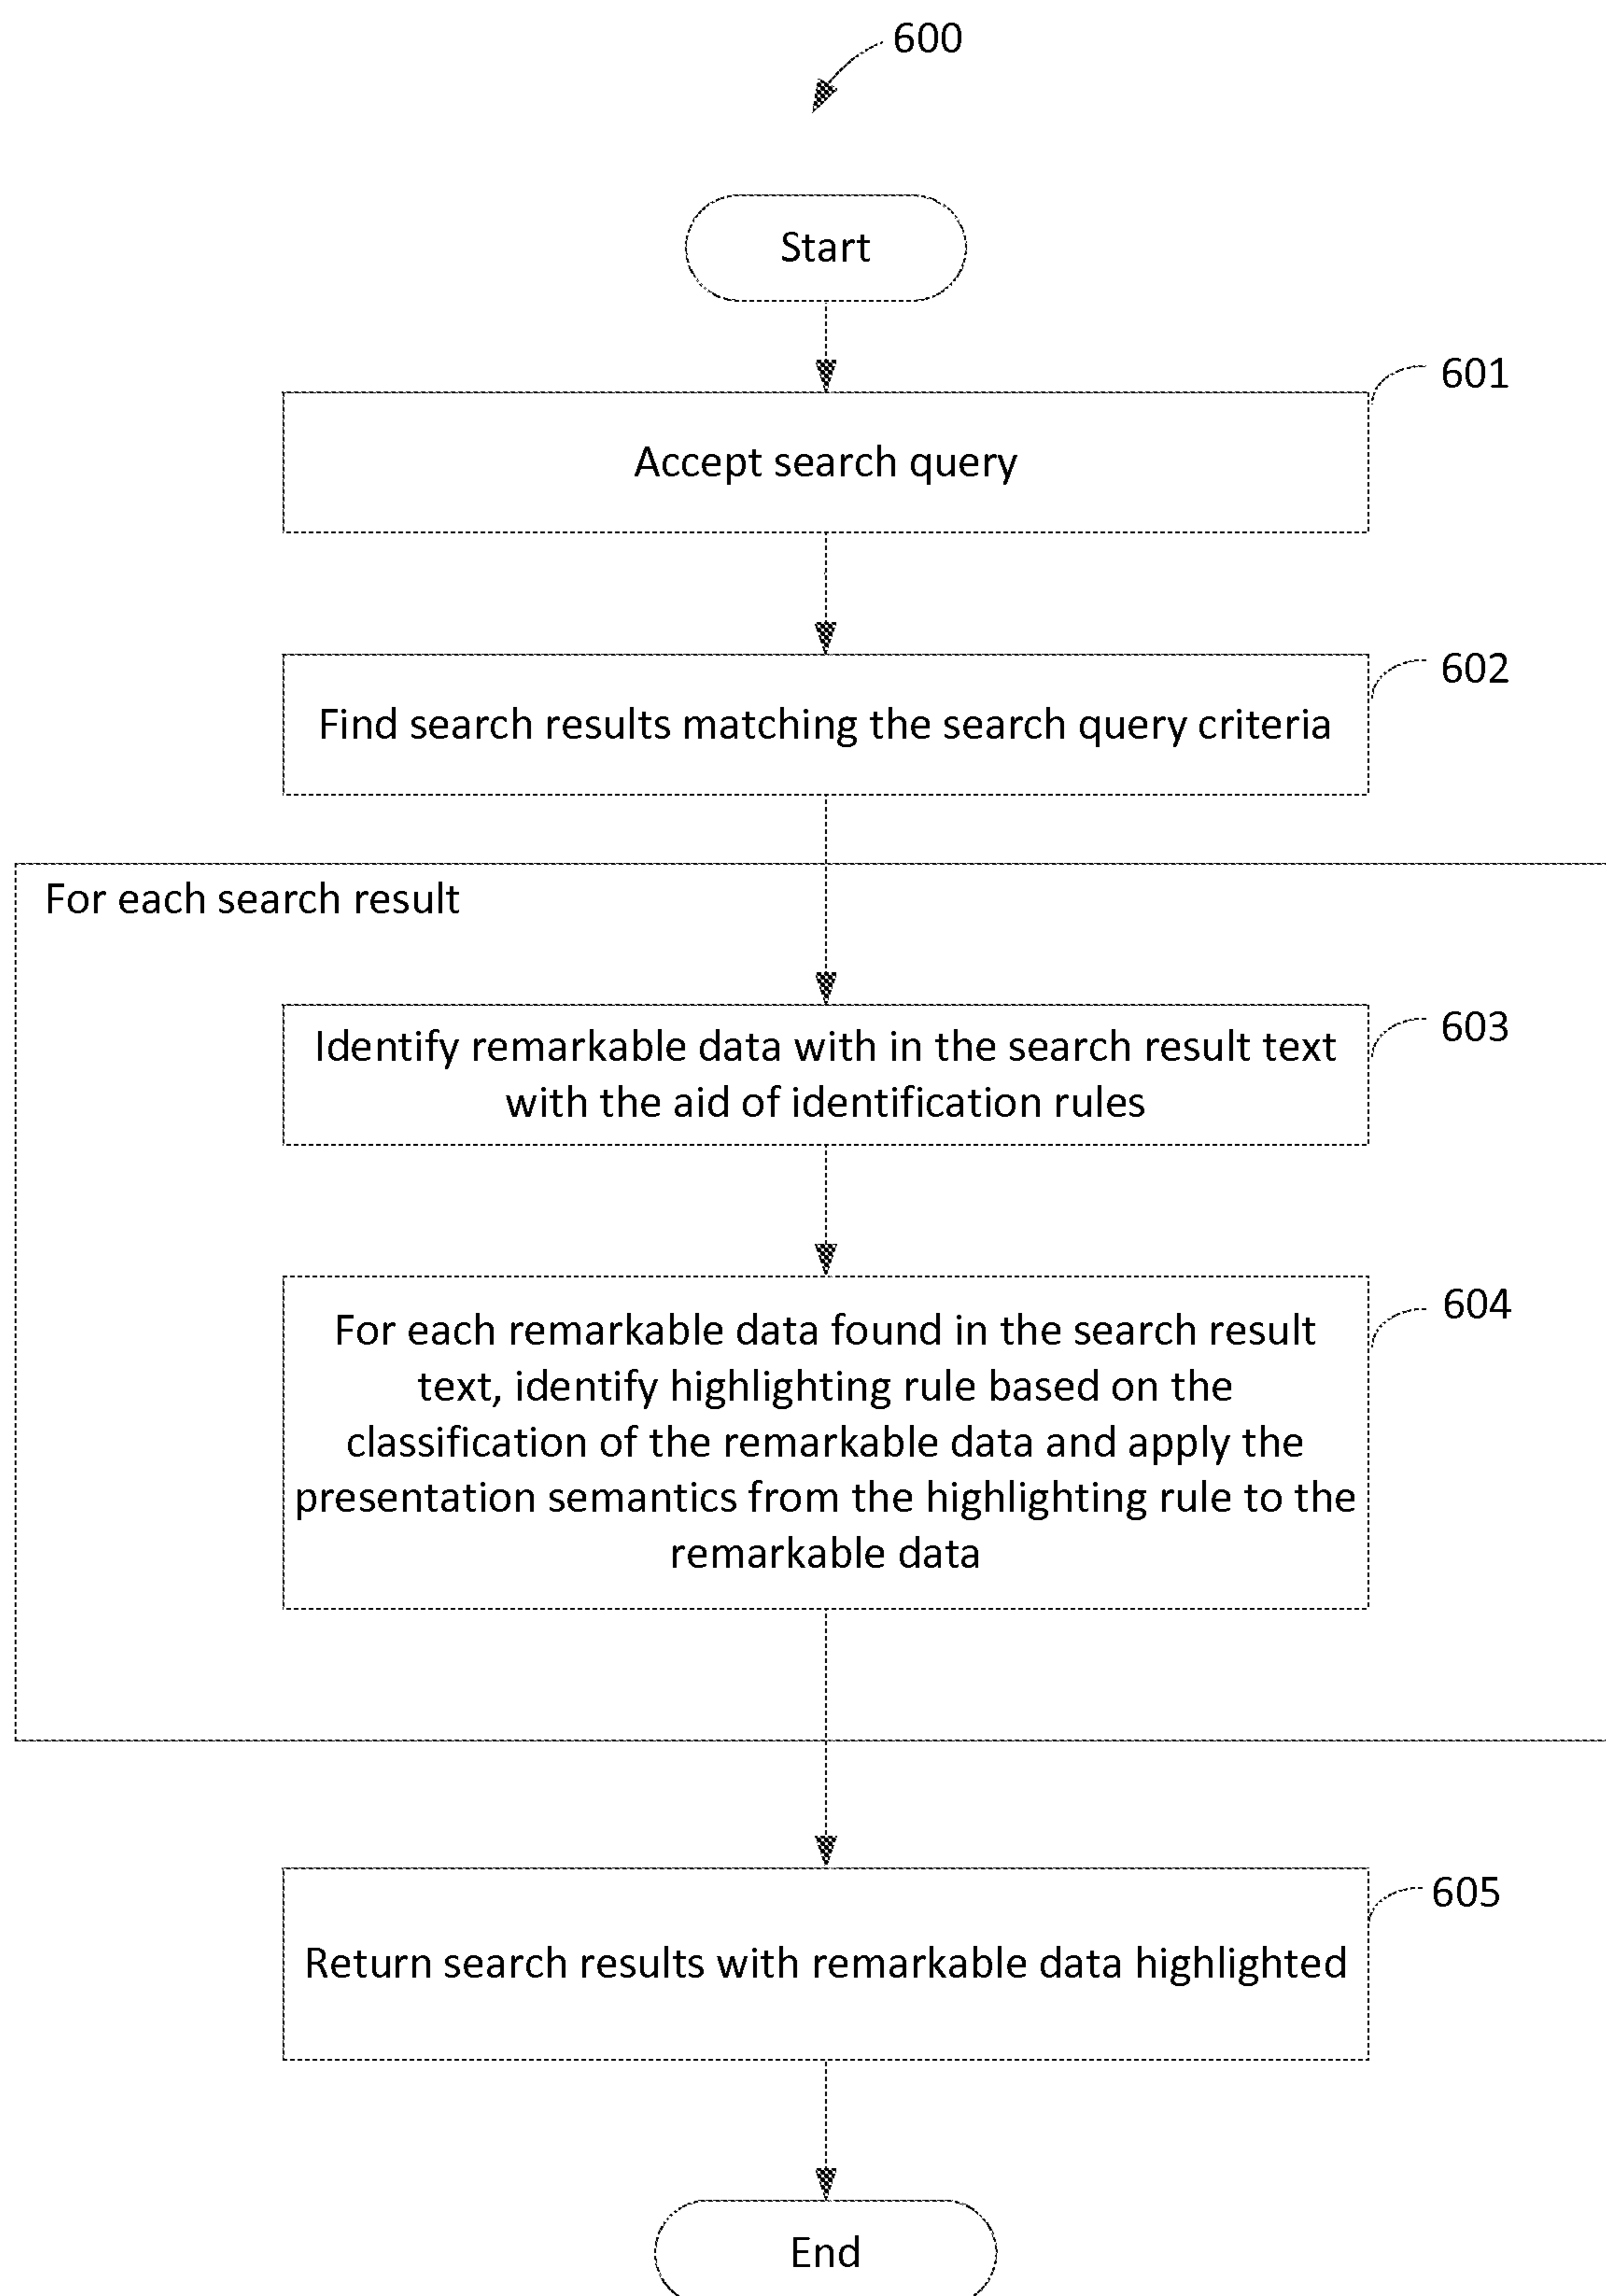 600
Start
601
Accept search query
602
Find search results matching the search query criteria
For each search result
603
Identify remarkable data with in the search result text
with the aid of identification rules
604
For each remarkable data found in the search result
text, identify highlighting rule based on the
classification of the remarkable data and apply the
presentation semantics from the highlighting rule to the
remarkable data
605
Return search results with remarkable data highlighted
End